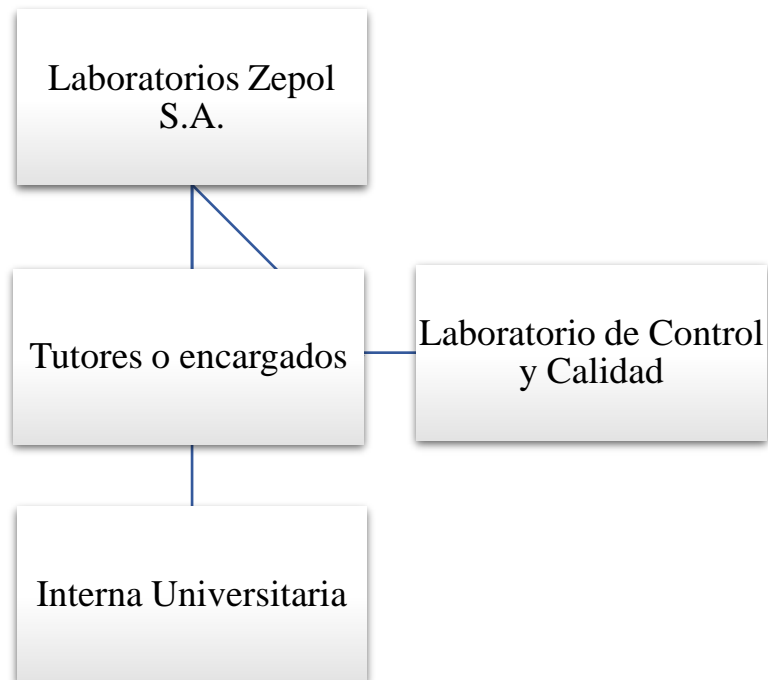 Laboratorios Zepol
S.A.
Tutores o encargados
Laboratorio de Control
y Calidad
Interna Universitaria